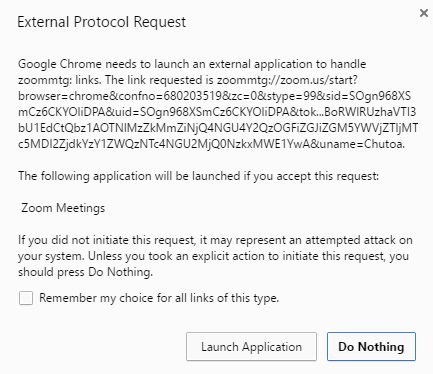 External Protocol Request
Google Chrome needs to launch an external application to handle
zoommtg: links. The link requested is zoommtg://zoom.us/start?
browser=chrome&confno=680203519&zc=0&stype=99&sid=SOgn968XS
mCz6CKYOIiDPA&uid=SOgn968XSmCz6CKYOIiDPA&tok...BoRWlRUzhaVTI3
bU1EdCtQbz1AOTNlMzZkMmZiNjQ4NGU4Y2QzOGFiZGJiZGM5YWVjZTljMT
c5MDI2ZjdkYzY1ZWQzNTc4NGU2MjQ0NzkxMWE1YwA&uname=Chutoa.
The following application will be launched if you accept this request:
Zoom Meetings
If you did not initiate this request, it may represent an attempted attack on
your system. Unless you took an explicit action to initiate this request, you
should press Do Nothing.
Remember my choice for all links of this type.
Launch Application Do Nothing